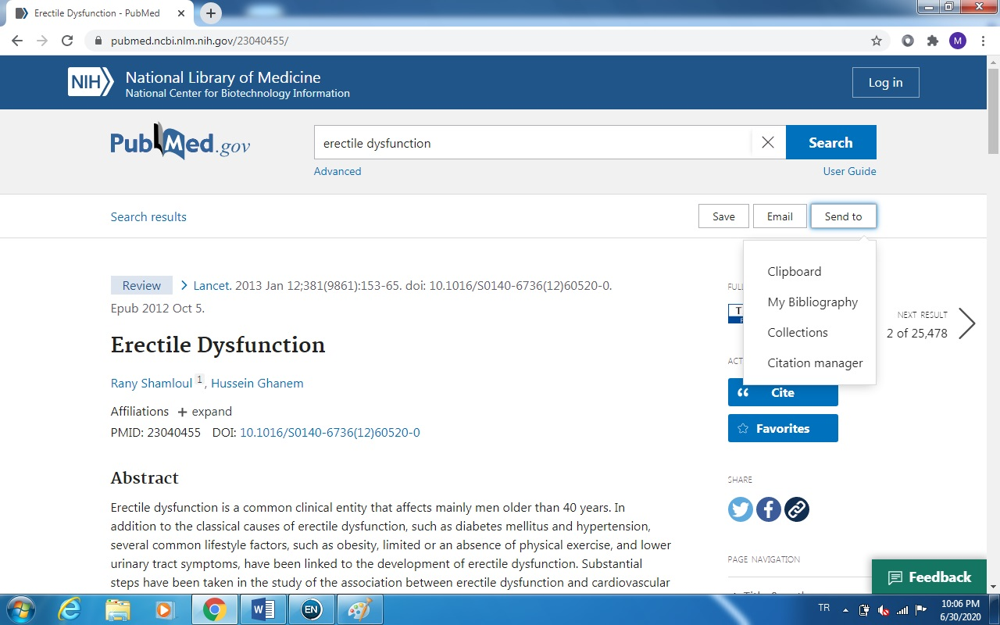 Erectile Dysfunction - PubMed
pubmed.ncbi.nlm.nih.gov/23040455/
M
NIH
National Library of Medicine
National Center for Biotechnology Information
Log in
PubMed.gov
erectile dysfunction
Search
Advanced
User Guide
Search results
Save
Email
Send to
Clipboard
My Bibliography
Collections
Citation manager
Review
Lancet. 2013 Jan 12;381(9861):153-65. doi: 10.1016/S0140-6736(12)60520-0.
Epub 2012 Oct 5.
FULL
T
NEXT RESULT
2 of 25,478
Erectile Dysfunction
ACT
Rany Shamloul 1, Hussein Ghanem
Cite
Affiliations + expand
PMID: 23040455 DOI: 10.1016/S0140-6736(12)60520-0
Favorites
Abstract
SHARE
Erectile dysfunction is a common clinical entity that affects mainly men older than 40 years. In
addition to the classical causes of erectile dysfunction, such as diabetes mellitus and hypertension,
several common lifestyle factors, such as obesity, limited or an absence of physical exercise, and lower
urinary tract symptoms, have been linked to the development of erectile dysfunction. Substantial
steps have been taken in the study of the association between erectile dysfunction and cardiovascular
PAGE NAVIGATION
Feedback
EN
TR
10:06 PM
6/30/2020